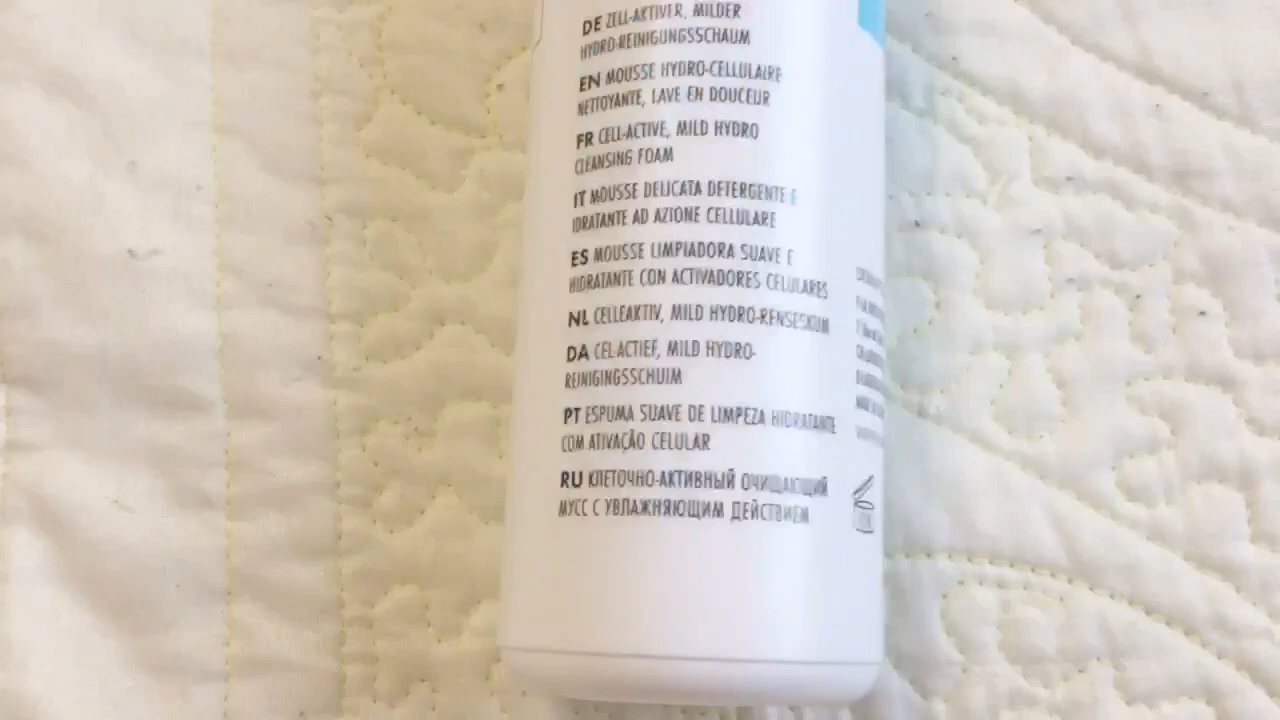 DE ZELL-AKTIVER, MILDER
HYDRO-REINIGUNGSSCHAUM
EN MOUSSE HYDRO-CELLULAIRE
NETTOYANTE, LAVE EN DOUCEUR
FR CELL-ACTIVE, MILD HYDRO
CLEANSING FOAM
IT MOUSSE DELICATA DETERGENTE E
IDRATANTE AD AZIONE CELLULARE
ES MOUSSE LIMPIADORA SUAVE E
HIDRATANTE CON ACTIVADORES CELULARES
NL CELLEAKTIV, MILD HYDRO-RENSESKUM
DA CELACTIEF, MILD HYDRO-
REINIGINGSSCHUIM
PT ESPUMA SUAVE DE LIMPEZA HIDRATANTE
COM ATIVAÇÃO CELULAR
RU КЛЕТОЧНО-АКТИВНЫЙ ОЧИЩАЮЩИЙ
МУСС С УВЛАЖНЯЮЩИМ ДЕЙСТВИЕМ